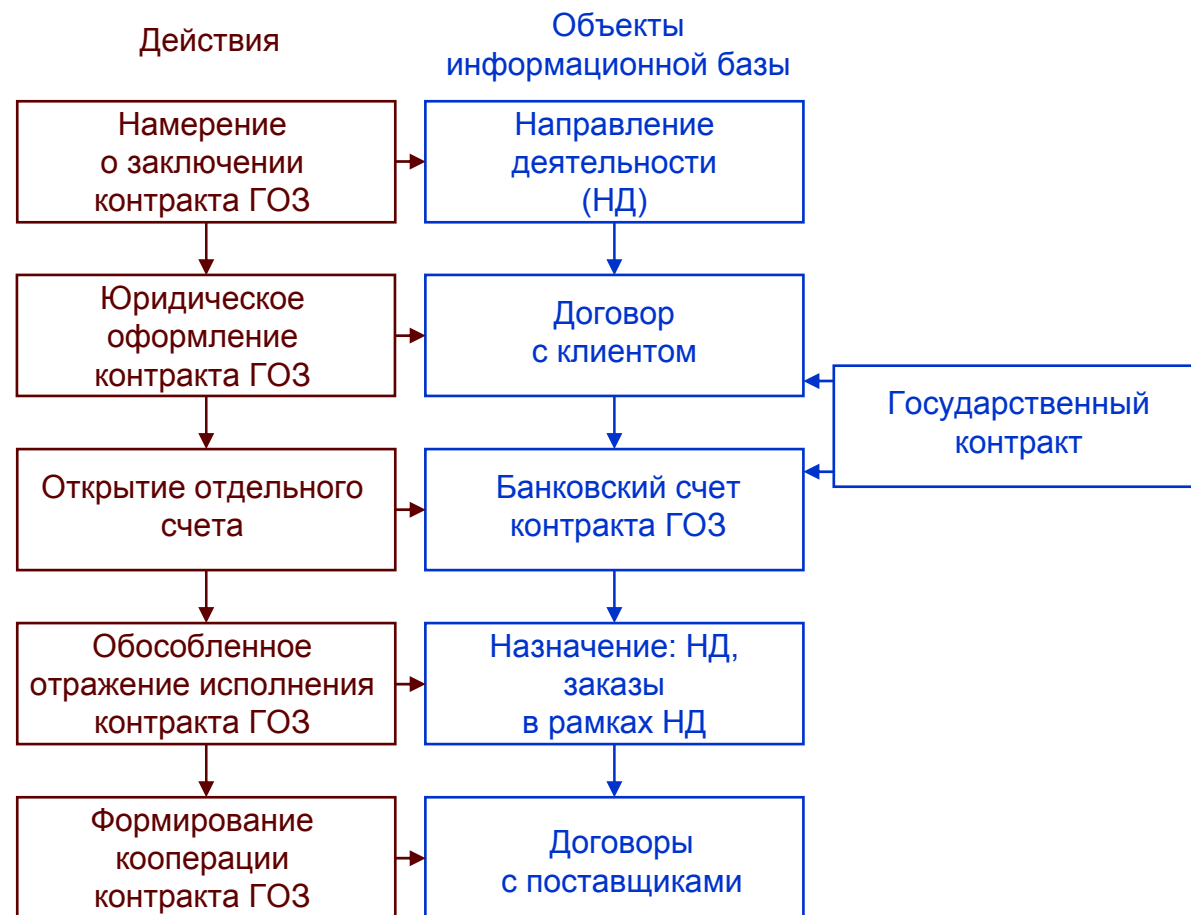 Действия
Объекты
информационной базы
Намерение
о заключении
контракта ГОЗ
Направление
деятельности
(НД)
Юридическое
оформление
контракта ГОЗ
Договор
с клиентом
Государственный
контракт
Открытие отдельного
счета
Банковский счет
контракта ГОЗ
Обособленное
отражение исполнения
контракта ГОЗ
Назначение: НД,
заказы
в рамках НД
Формирование
кооперации
контракта ГОЗ
Договоры
с поставщиками